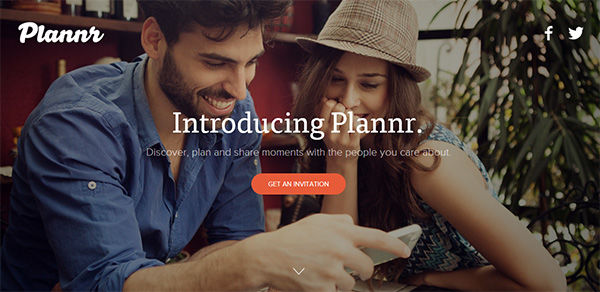 Plannr
Introducing Plannr.
Discover, plan and share moments with the people you care about.
GET AN INVITATION